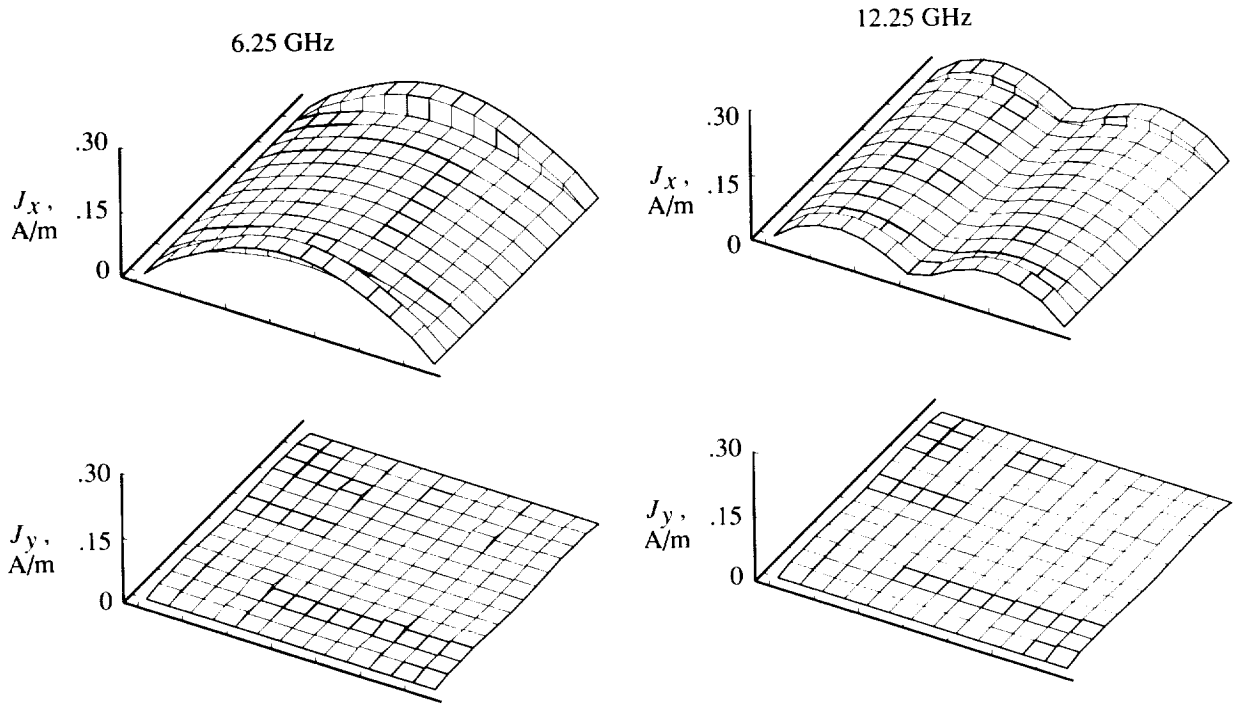 6.25 GHz
12.25 GHz
.30
J_x ,
A/m
.15
0
.30
J_x ,
A/m
.15
0
.30
J_y ,
A/m
.15
0
.30
J_y ,
A/m
.15
0